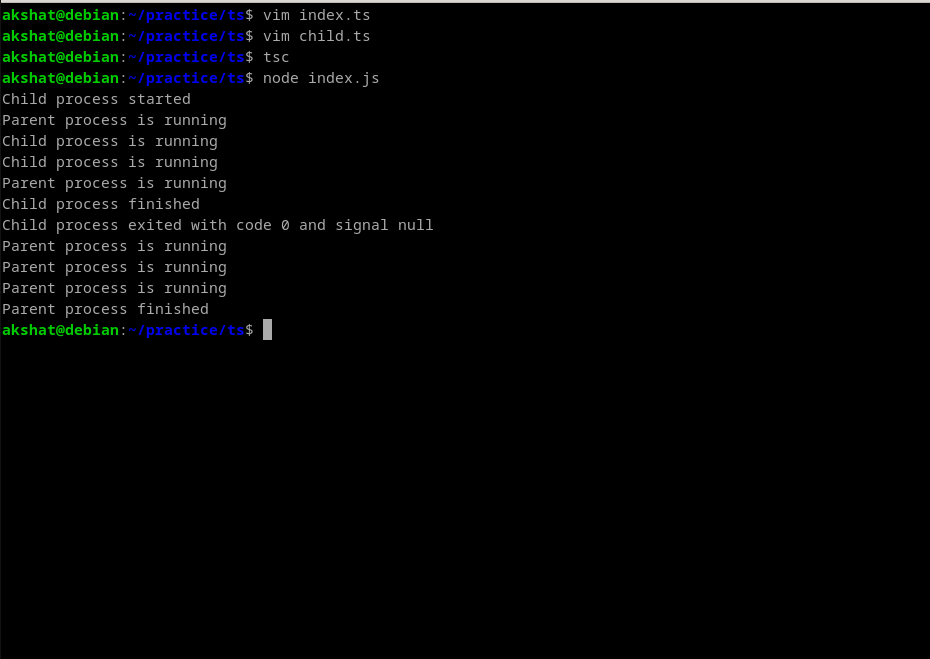 akshat@debian:~/practice/ts$ vim index.ts
akshat@debian:~/practice/ts$ vim child.ts
akshat@debian:~/practice/ts$ tsc
akshat@debian:~/practice/ts$ node index.js
Child process started
Parent process is running
Child process is running
Child process is running
Parent process is running
Child process finished
Child process exited with code 0 and signal null
Parent process is running
Parent process is running
Parent process is running
Parent process finished
akshat@debian:~/practice/ts$